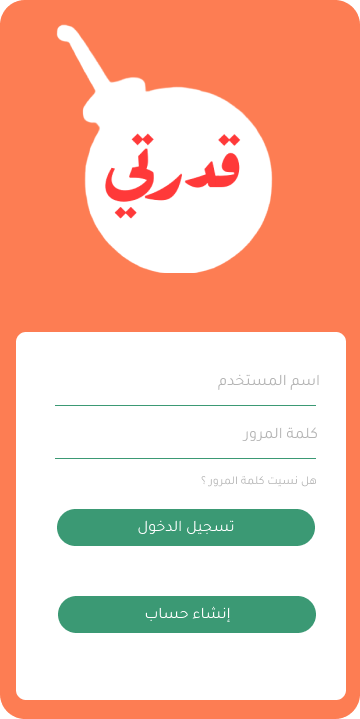 قدرتي
اسم المستخدم
كلمة المرور
هل نسيت كلمة المرور ؟
تسجيل الدخول
إنشاء حساب